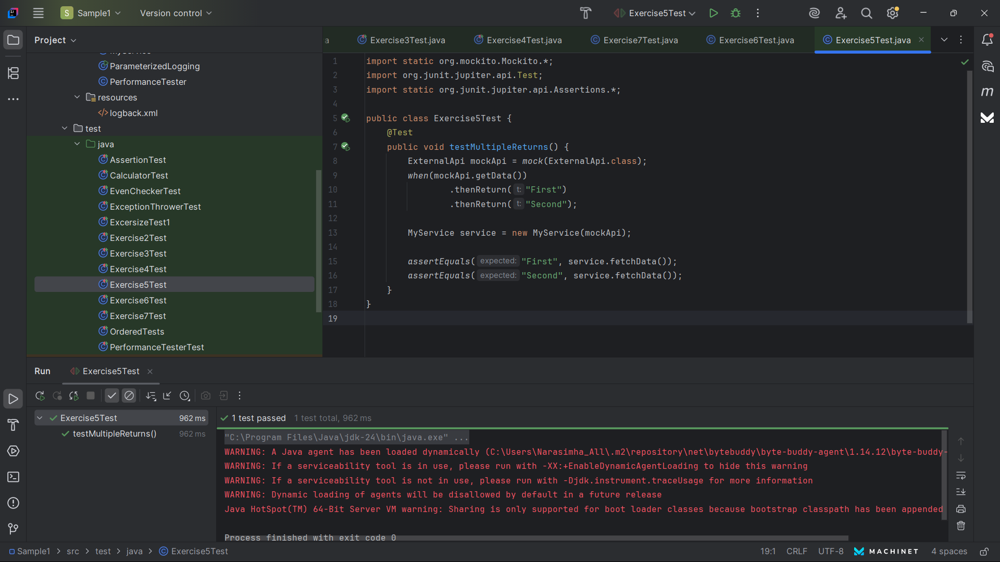 S Sample1
Version control
Exercise5Test
Project
a
Exercise3Test.java
Exercise4Test.java
Exercise7Test.java
Exercise6Test.java
Exercise5Test.java
ParameterizedLogging
PerformanceTester
resources
logback.xml
test
java
AssertionTest
CalculatorTest
EvenCheckerTest
ExceptionThrowerTest
ExcersizeTest1
Exercise2Test
Exercise3Test
Exercise4Test
Exercise5Test
Exercise6Test
Exercise7Test
OrderedTests
PerformanceTesterTest
1 import static org.mockito.Mockito.*;
2 import org.junit.jupiter.api.Test;
3 import static org.junit.jupiter.api.Assertions.*;
4
5 public class Exercise5Test {
6 @Test
7 public void testMultipleReturns() {
8 ExternalApi mockApi = mock(ExternalApi.class);
9 when(mockApi.getData())
10 .thenReturn( t: "First")
11 .thenReturn( t: "Second");
12
13 MyService service = new MyService(mockApi);
14
15 assertEquals( expected: "First", service.fetchData());
16 assertEquals( expected: "Second", service.fetchData());
17 }
18 }
19
m
Run
Exercise5Test
Exercise5Test 962 ms
testMultipleReturns() 962 ms
1 test passed 1 test total, 962 ms
"C:\Program Files\Java\jdk-24\bin\java.exe" ...
WARNING: A Java agent has been loaded dynamically (C:\Users\Narasimha_All\.m2\repository\net\bytebuddy\byte-buddy-agent\1.14.12\byte-buddy-
WARNING: If a serviceability tool is in use, please run with -XX:+EnableDynamicAgentLoading to hide this warning
WARNING: If a serviceability tool is not in use, please run with -Djdk.instrument.traceUsage for more information
WARNING: Dynamic loading of agents will be disallowed by default in a future release
Java HotSpot(TM) 64-Bit Server VM warning: Sharing is only supported for boot loader classes because bootstrap classpath has been appended
Process finished with exit code 0
Sample1 > src > test > java > Exercise5Test
19:1 CRLF UTF-8 MACHINET 4 spaces